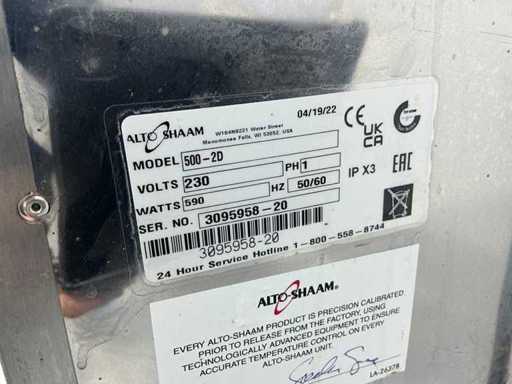 ALTO-SHAAM
W164N9221 Water Street
Menomonee Falls, WI 53052, USA
04/19/22
CE
UK
CA
MODEL 500-2D
VOLTS 230 PH 1
WATTS 590 HZ 50/60
IP X3
EAC
SER. NO. 3095958-20
3095958-20
24 Hour Service Hotline 1-800-558-8744
ALTO-SHAAM
EVERY ALTO-SHAAM PRODUCT IS PRECISION CALIBRATED
PRIOR TO RELEASE FROM THE FACTORY, USING
TECHNOLOGICALLY ADVANCED EQUIPMENT TO ENSURE
ACCURATE TEMPERATURE CONTROL ON EVERY
ALTO-SHAAM UNIT.
LA-26378